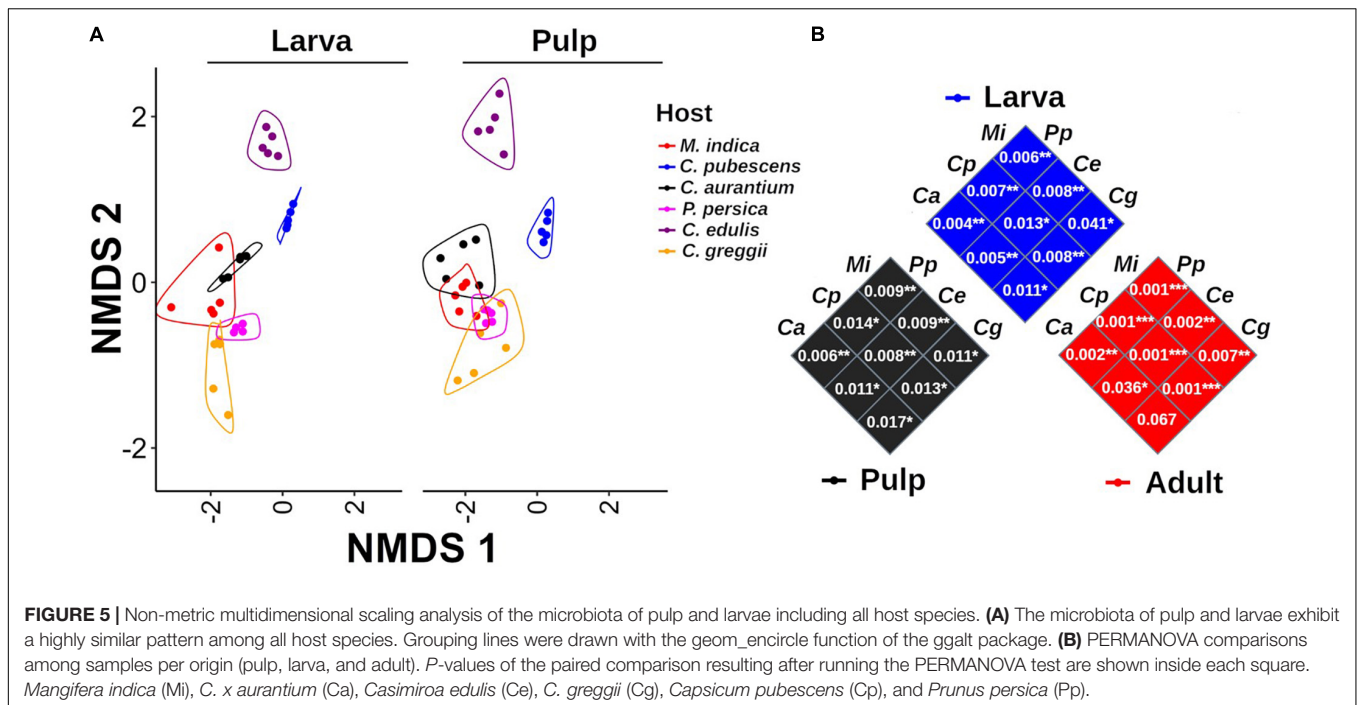 A
Larva
Pulp
NMDS 2
2
0
-2
-2
0
2
-2
0
2
NMDS 1
Host
M. indica
C. pubescens
C. aurantium
P. persica
C. edulis
C. greggii
B
Larva
Mi Pp
Cp Ce
Ca Cg
0.006**
0.007** 0.008**
0.004** 0.013* 0.041*
0.005** 0.008**
0.011*
Mi Pp
Cp Ce
Ca Cg
0.009**
0.014* 0.009**
0.006** 0.008** 0.011*
0.011* 0.013*
0.017*
Pulp
Mi Pp
Cp Ce
Ca Cg
0.001***
0.001*** 0.002**
0.002** 0.001*** 0.007**
0.036* 0.001***
0.067
Adult
FIGURE 5 | Non-metric multidimensional scaling analysis of the microbiota of pulp and larvae including all host species. (A) The microbiota of pulp and larvae exhibit
a highly similar pattern among all host species. Grouping lines were drawn with the geom_encircle function of the ggalt package. (B) PERMANOVA comparisons
among samples per origin (pulp, larva, and adult). P-values of the paired comparison resulting after running the PERMANOVA test are shown inside each square.
Mangifera indica (Mi), C. x aurantium (Ca), Casimiroa edulis (Ce), C. greggii (Cg), Capsicum pubescens (Cp), and Prunus persica (Pp).